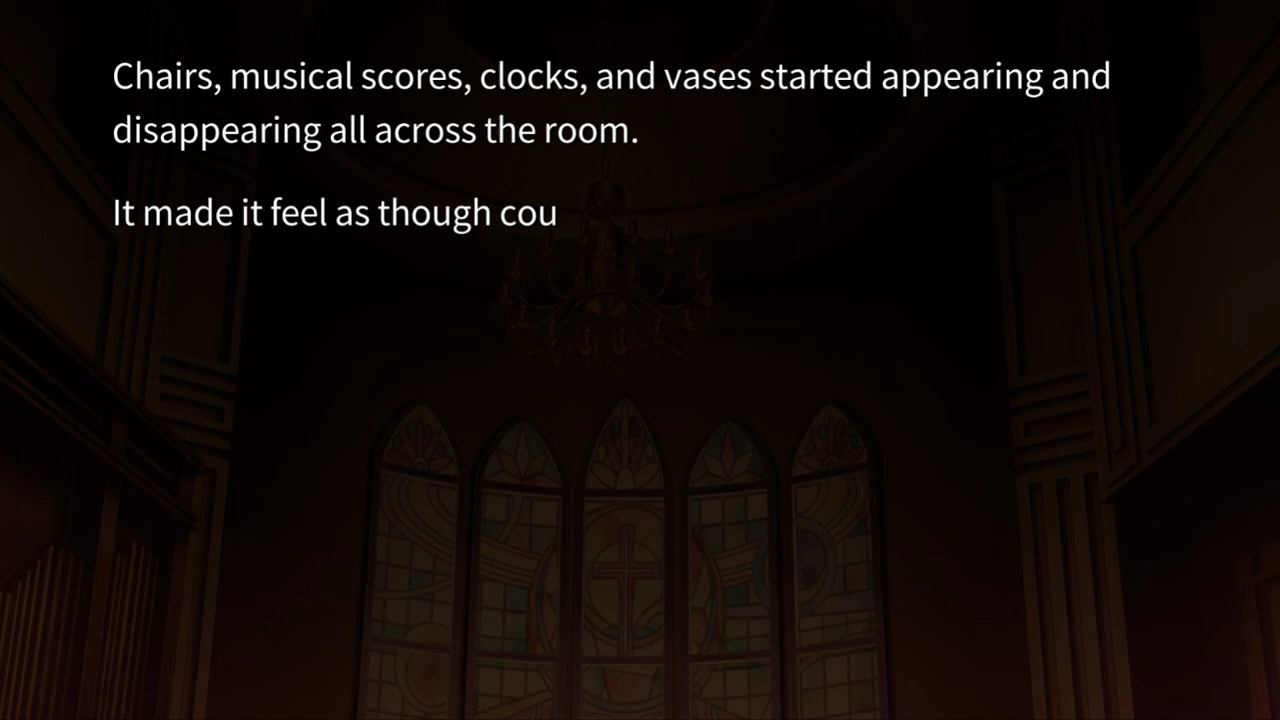 Chairs, musical scores, clocks, and vases started appearing and
disappearing all across the room.
It made it feel as though cou